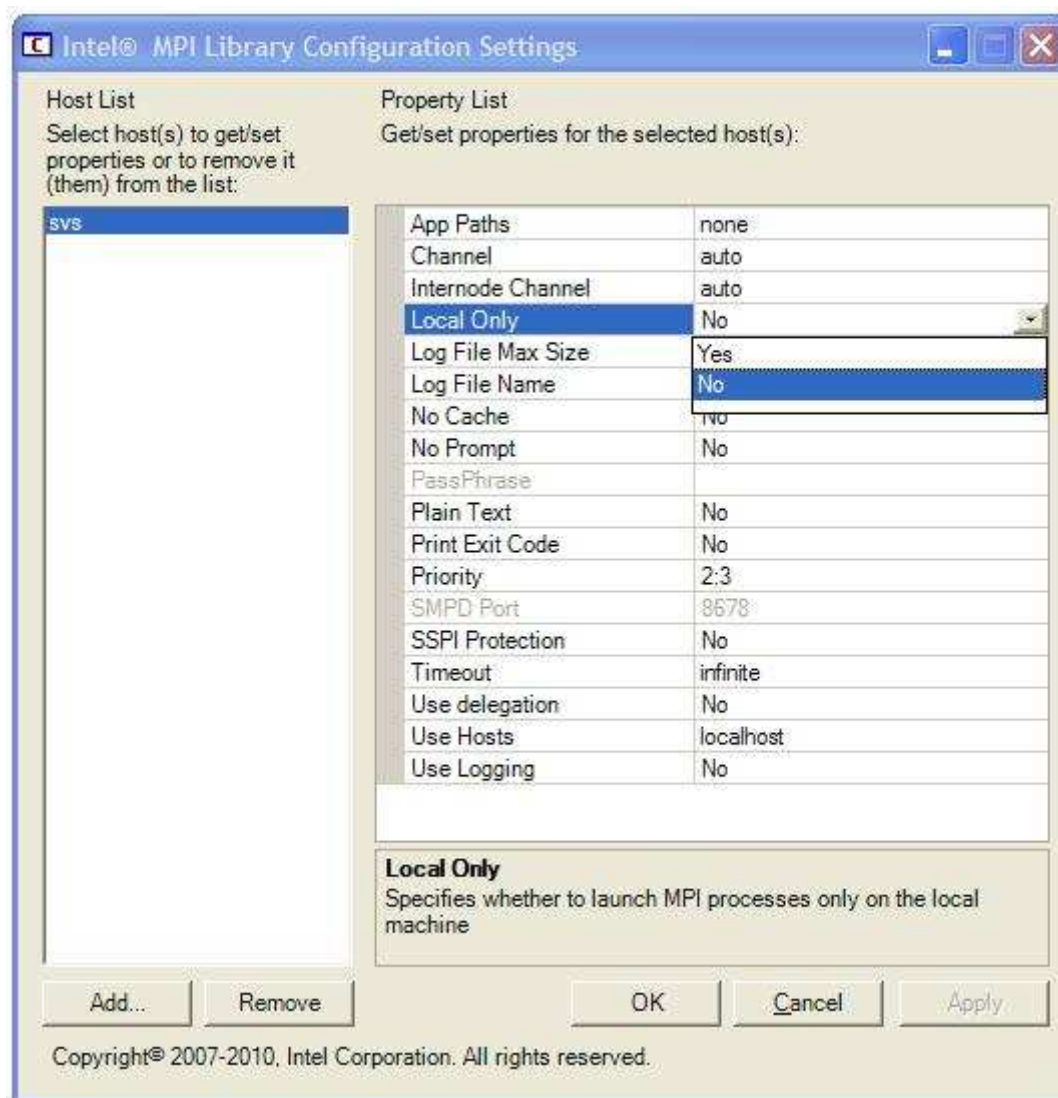 Intel® MPI Library Configuration Settings
Host List
Select host(s) to get/set
properties or to remove it
(them) from the list:
svs
Property List
Get/set properties for the selected host(s):
App Paths none
Channel auto
Internode Channel auto
Local Only No
Log File Max Size
Yes
Log File Name
No
No Cache No
No Prompt No
PassPhrase
Plain Text No
Print Exit Code No
Priority 2:3
SMPD Port 8678
SSPI Protection No
Timeout infinite
Use delegation No
Use Hosts localhost
Use Logging No
Local Only
Specifies whether to launch MPI processes only on the local
machine
Add... Remove OK Cancel Apply
Copyright© 2007-2010, Intel Corporation. All rights reserved.